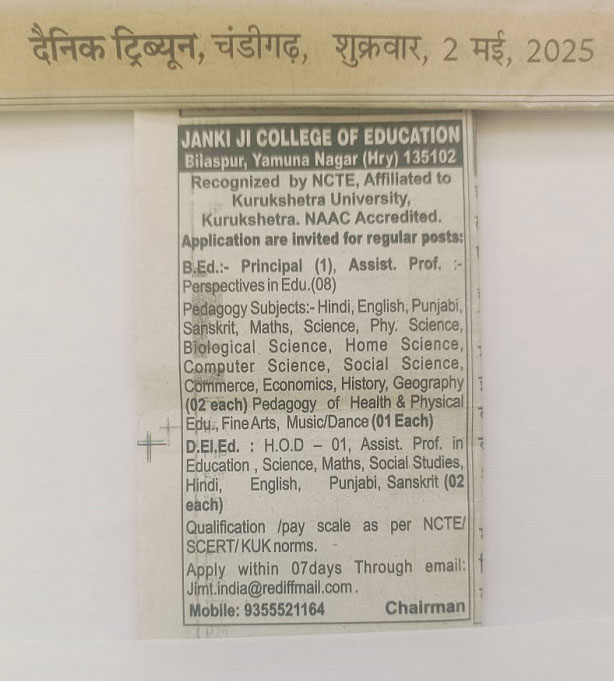 दैनिक ट्रिब्यून, चंडीगढ़, शुक्रवार, 2 मई, 2025
JANKI JI COLLEGE OF EDUCATION
Bilaspur, Yamuna Nagar (Hry) 135102
Recognized by NCTE, Affiliated to
Kurukshetra University,
Kurukshetra. NAAC Accredited.
Application are invited for regular posts:
B.Ed.:- Principal (1), Assist. Prof. :-
Perspectives in Edu.(08)
Pedagogy Subjects:- Hindi, English, Punjabi,
Sanskrit, Maths, Science, Phy. Science,
Biological Science, Home Science,
Computer Science, Social Science,
Commerce, Economics, History, Geography
(02 each) Pedagogy of Health & Physical
Edu., Fine Arts, Music/Dance (01 Each)
D.El.Ed. : H.O.D – 01, Assist. Prof. in
Education , Science, Maths, Social Studies,
Hindi, English, Punjabi, Sanskrit (02
each)
Qualification /pay scale as per NCTE/
SCERT/ KUK norms.
Apply within 07days Through email:
Jimt.india@rediffmail.com .
Mobile: 9355521164 Chairman